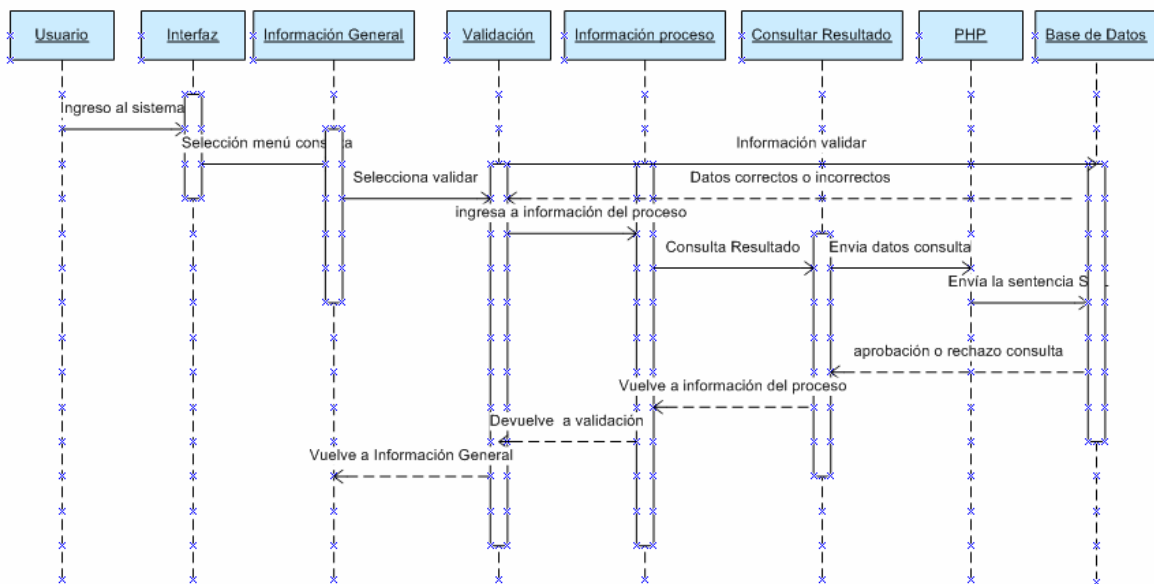 Usuario
Interfaz
Información General
Validación
Información proceso
Consultar Resultado
PHP
Base de Datos
Ingreso al sistema
Selección menú
Información validar
Selecciona validar
Datos correctos o incorrectos
ingresa a información del proceso
Consulta Resultado
Envia datos consulta
Envía la sentencia
aprobación o rechazo consulta
Vuelve a información del proceso
Devuelve a validación
Vuelve a Información General